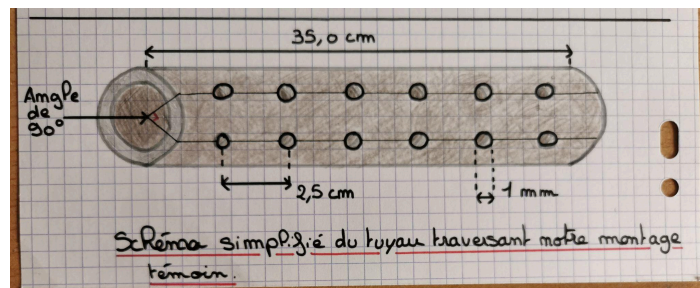 35,0 cm
Angle
de
90°
2,5 cm
1 mm
Schéma simplifié du tuyau traversant notre montage
témoin.